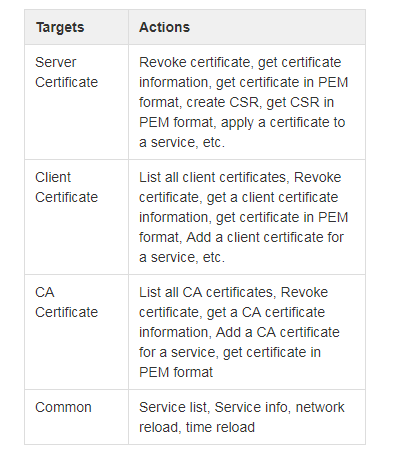 Targets Actions
Server Certificate
Revoke certificate, get certificate
information, get certificate in PEM
format, create CSR, get CSR in
PEM format, apply a certificate to
a service, etc.
Client Certificate
List all client certificates, Revoke
certificate, get a client certificate
information, get certificate in PEM
format, Add a client certificate for
a service, etc.
CA Certificate
List all CA certificates, Revoke
certificate, get a CA certificate
information, Add a CA certificate
for a service, get certificate in
PEM format
Common
Service list, Service info, network
reload, time reload